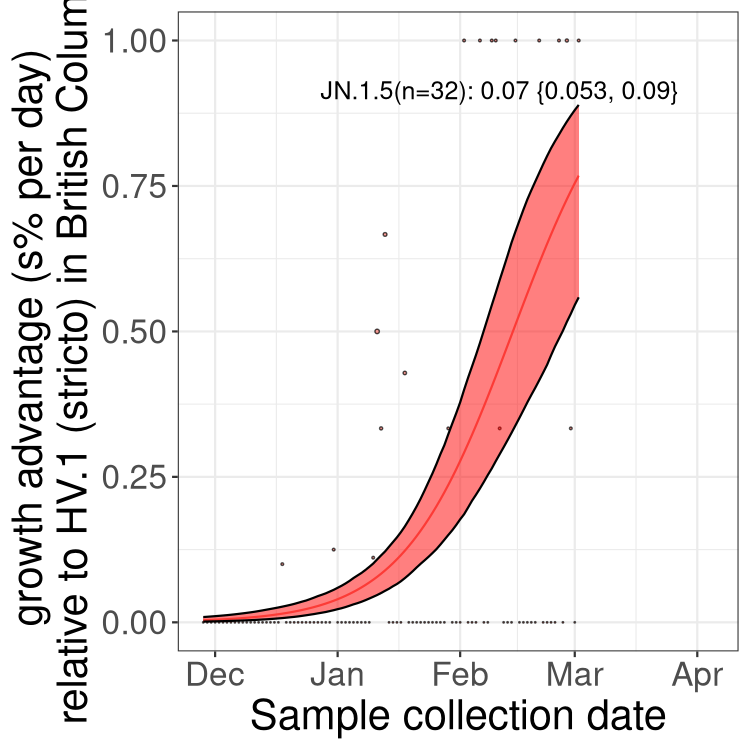 growth advantage (s% per day)
relative to HV.1 (stricto) in British Colum
1.00
0.75
0.50
0.25
0.00
JN.1.5(n=32): 0.07 {0.053, 0.09}
Dec Jan Feb Mar Apr
Sample collection date